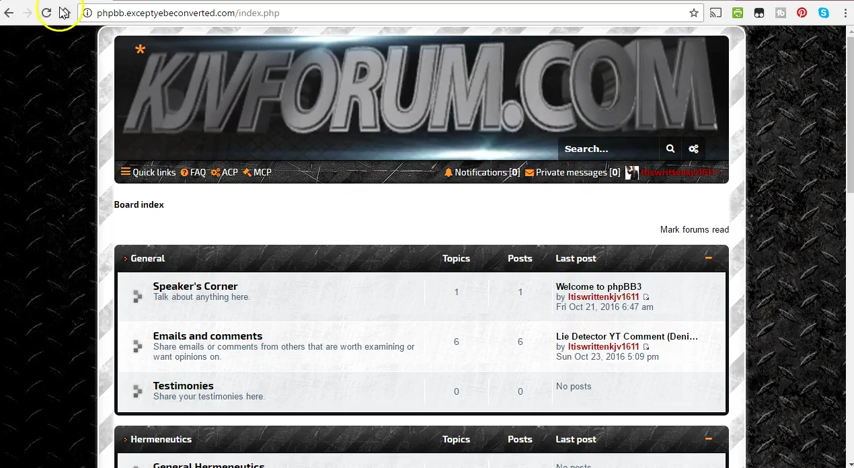 phpbb.exceptyebeconverted.com/index.php
*KJVFORUM.COM
Search...
Quick links FAQ ACP MCP Notifications [0] Private messages [0] Itiswrittenkjv1611
Board index
Mark forums read
General Topics Posts Last post
Speaker's Corner
Talk about anything here.
1 1
Welcome to phpBB3
by Itiswrittenkjv1611
Fri Oct 21, 2016 6:47 am
Emails and comments
Share emails or comments from others that are worth examining or
want opinions on.
6 6
Lie Detector YT Comment (Deni...
by Itiswrittenkjv1611
Sun Oct 23, 2016 5:09 pm
Testimonies
Share your testimonies here.
0 0
No posts
Hermeneutics Topics Posts Last post
General Hermeneutics
No posts